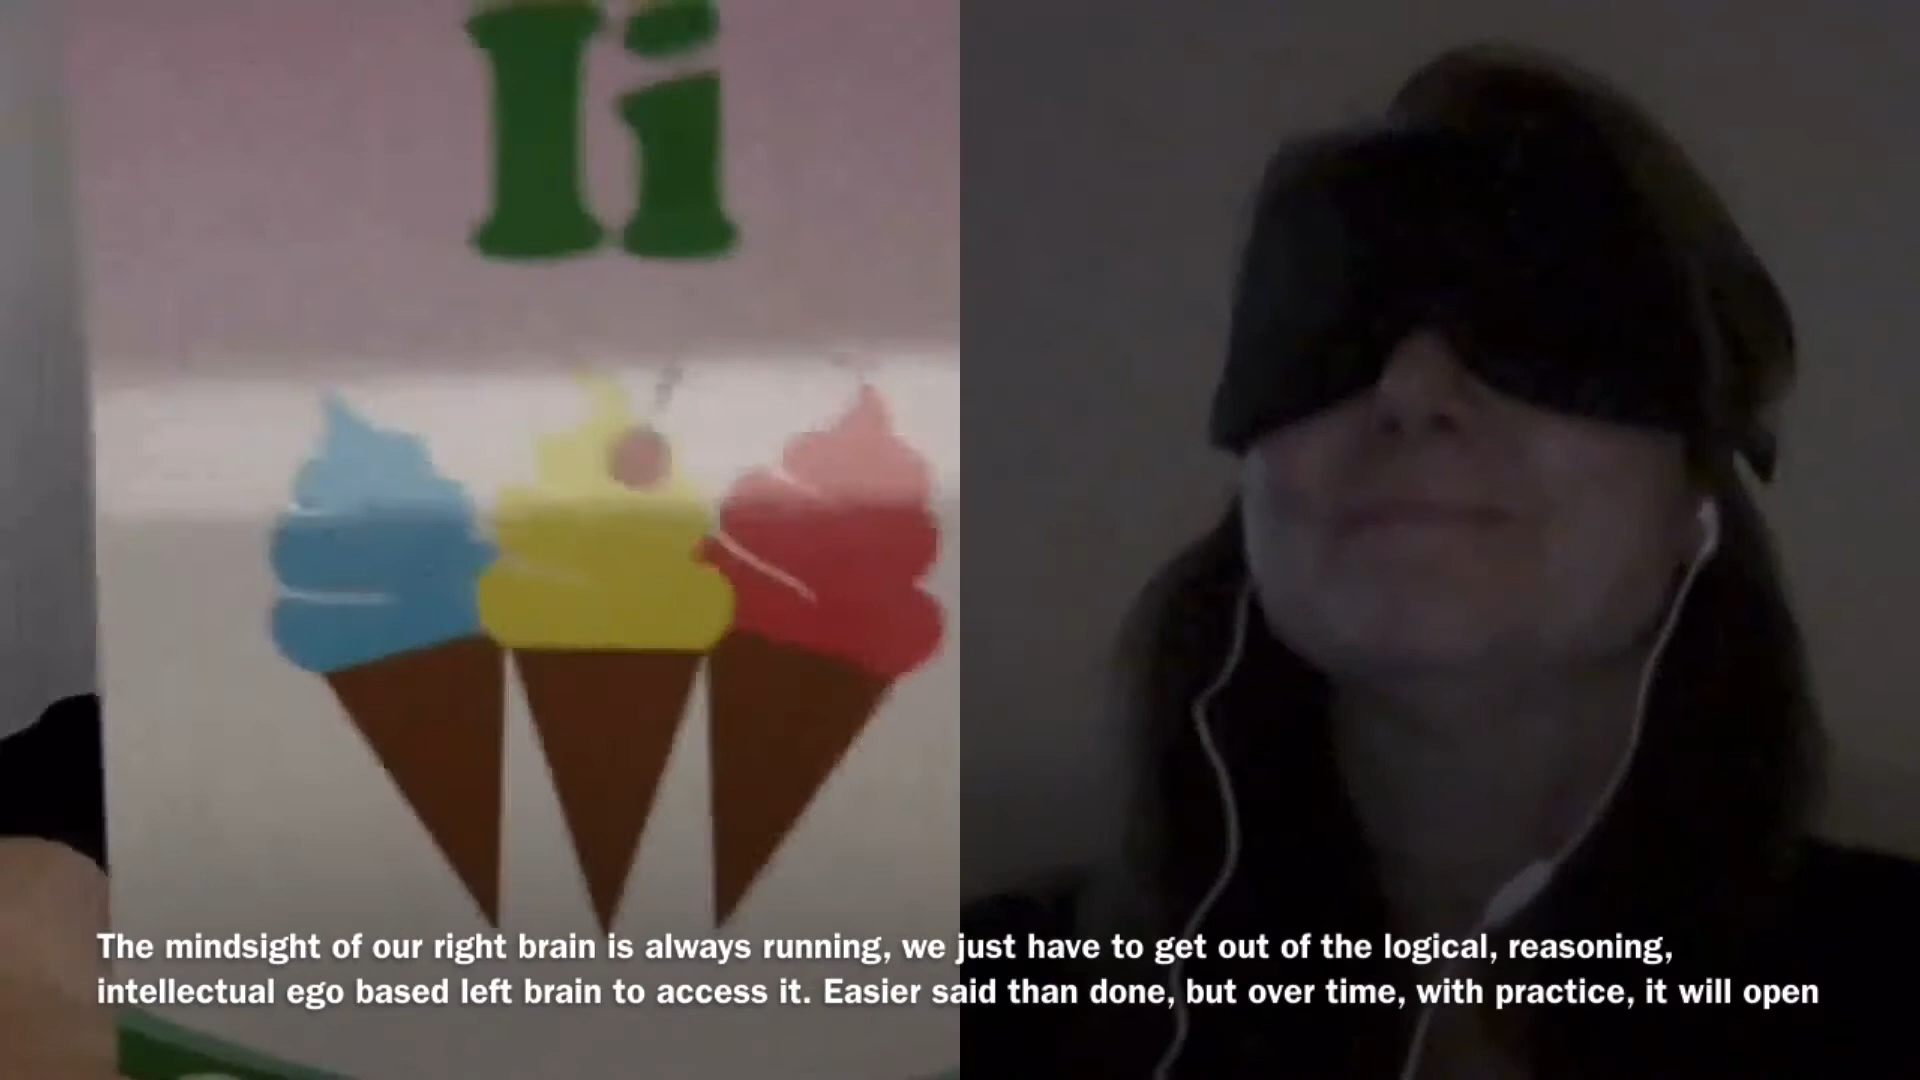 Ii
The mindsight of our right brain is always running, we just have to get out of the logical, reasoning,
intellectual ego based left brain to access it. Easier said than done, but over time, with practice, it will open